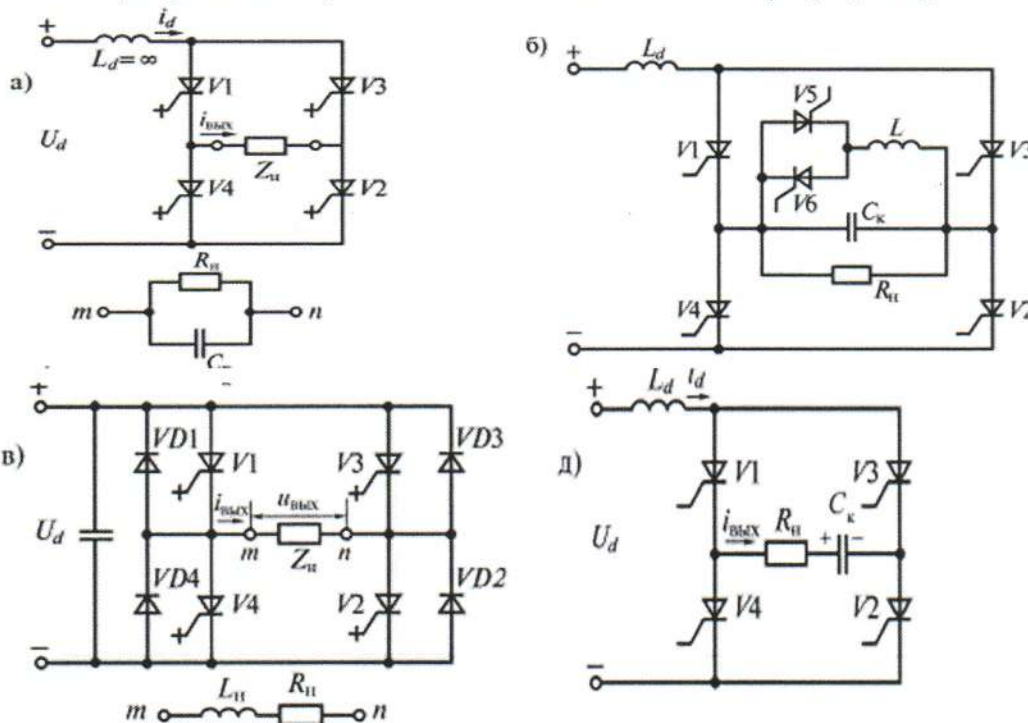 а)
+
i_d
L_d = ∞
V1
V3
+
+
U_d
i_вых
Z_н
V4
V2
+
+
−
R_н
m
n
б)
+
L_d
V5
L
V1
V3
V6
C_к
R_н
V4
V2
−
в)
+
VD1
V1
V3
VD3
+
+
i_вых
u_вых
U_d
m
Z_н
n
VD4
V4
V2
VD2
+
+
−
L_н
R_н
m
n
д)
+
L_d
i_d
V1
V3
C_к
i_вых
R_н
+
−
U_d
V4
V2
−